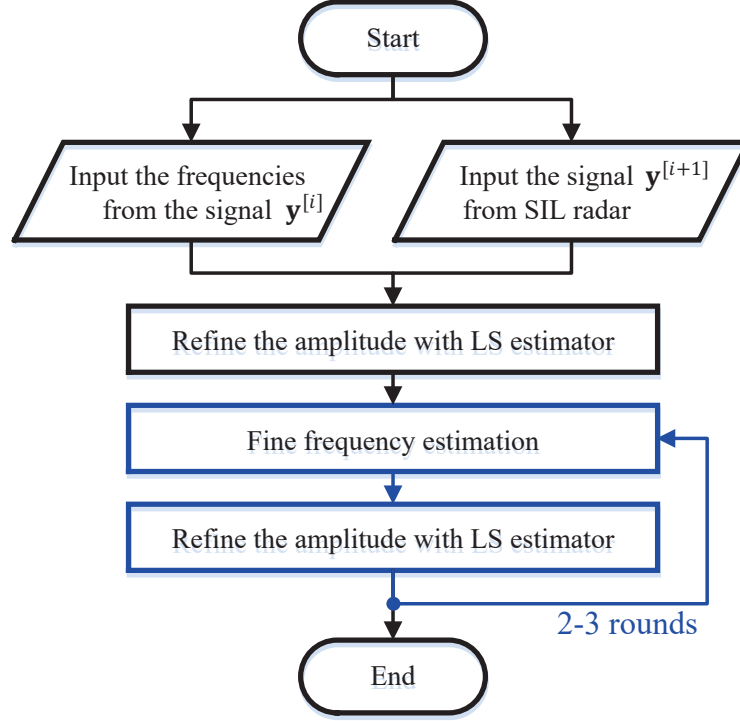 Start
Input the frequencies
from the signal y^[i]
Input the signal y^[i+1]
from SIL radar
Refine the amplitude with LS estimator
Fine frequency estimation
Refine the amplitude with LS estimator
2-3 rounds
End